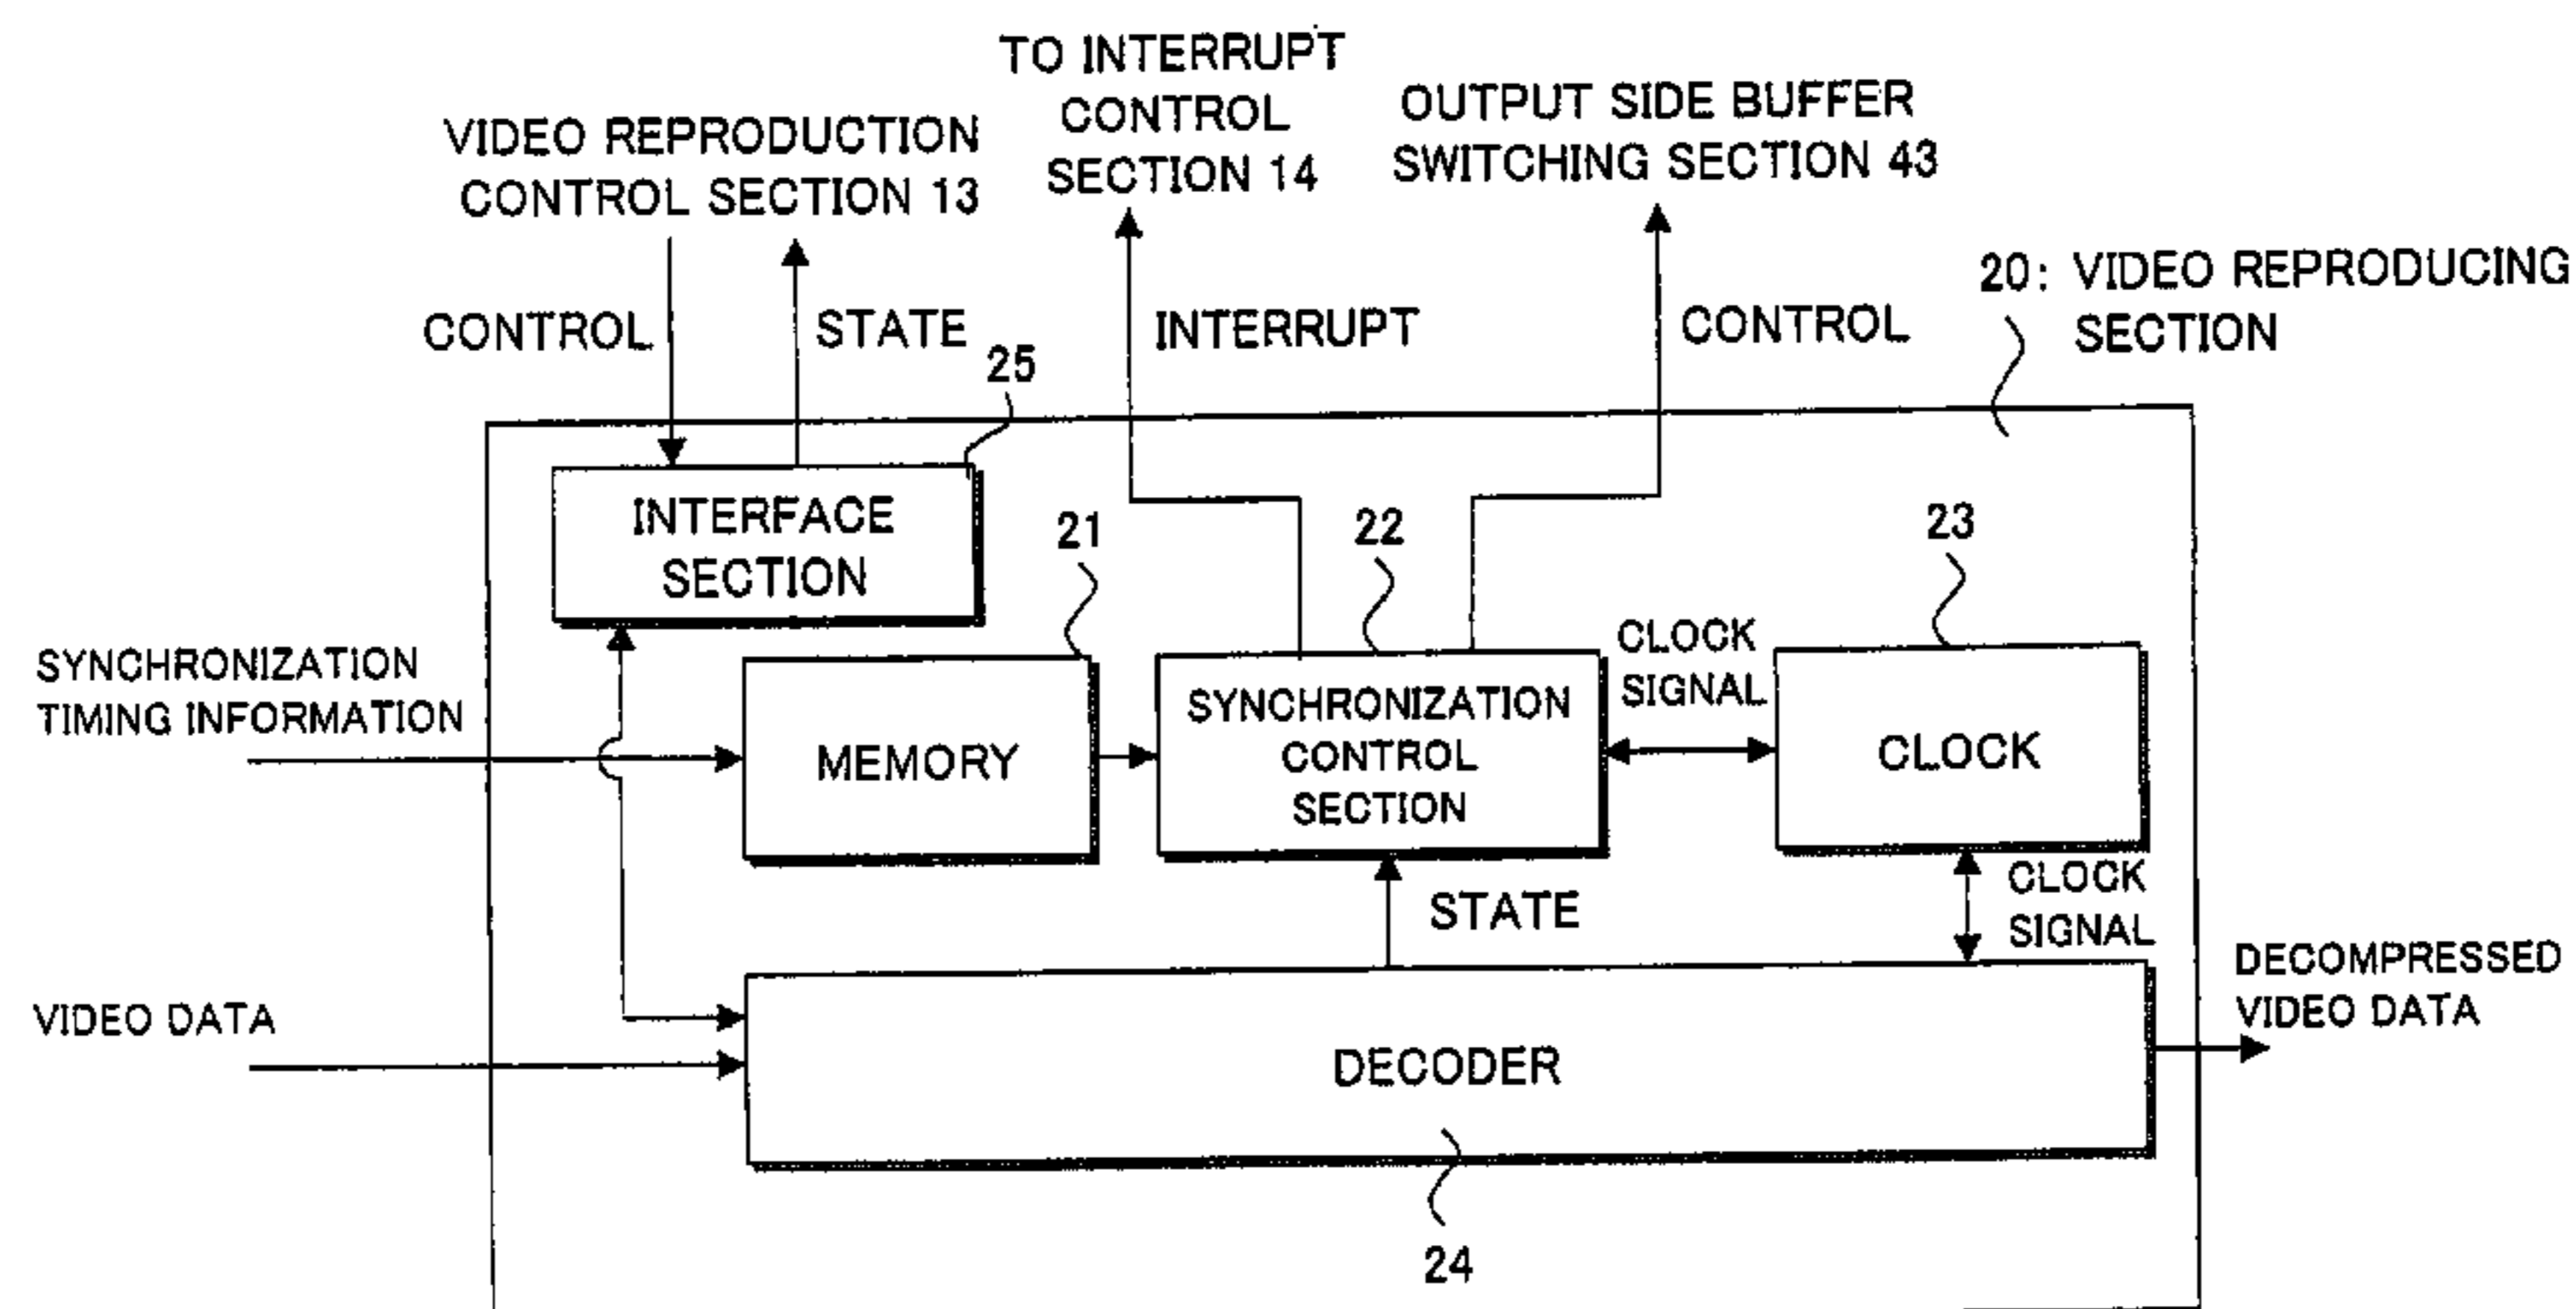 TO INTERRUPT
CONTROL
SECTION 14
OUTPUT SIDE BUFFER
SWITCHING SECTION 43
VIDEO REPRODUCTION
CONTROL SECTION 13
20: VIDEO REPRODUCING
SECTION
CONTROL
STATE
INTERRUPT
CONTROL
25
INTERFACE
SECTION
21
22
23
SYNCHRONIZATION
TIMING INFORMATION
MEMORY
SYNCHRONIZATION
CONTROL
SECTION
CLOCK
SIGNAL
CLOCK
STATE
CLOCK
SIGNAL
VIDEO DATA
DECODER
DECOMPRESSED
VIDEO DATA
24